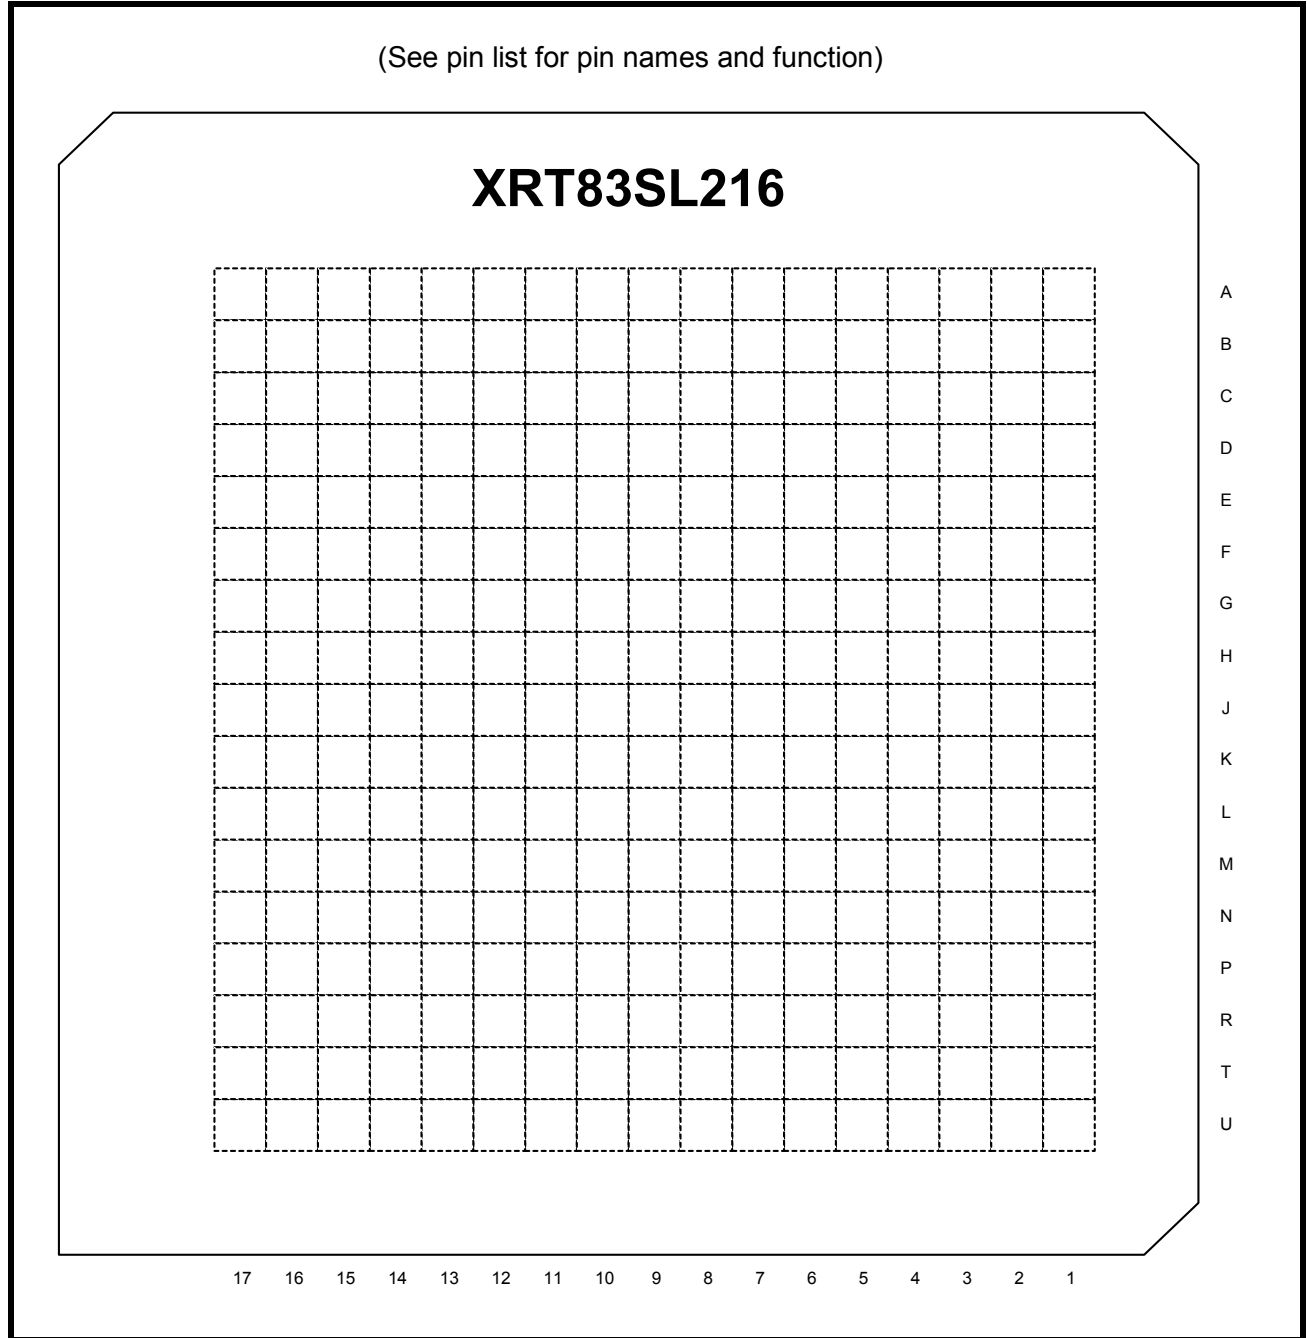 (See pin list for pin names and function)
XRT83SL216
A
B
C
D
E
F
G
H
J
K
L
M
N
P
R
T
U
17 16 15 14 13 12 11 10 9 8 7 6 5 4 3 2 1